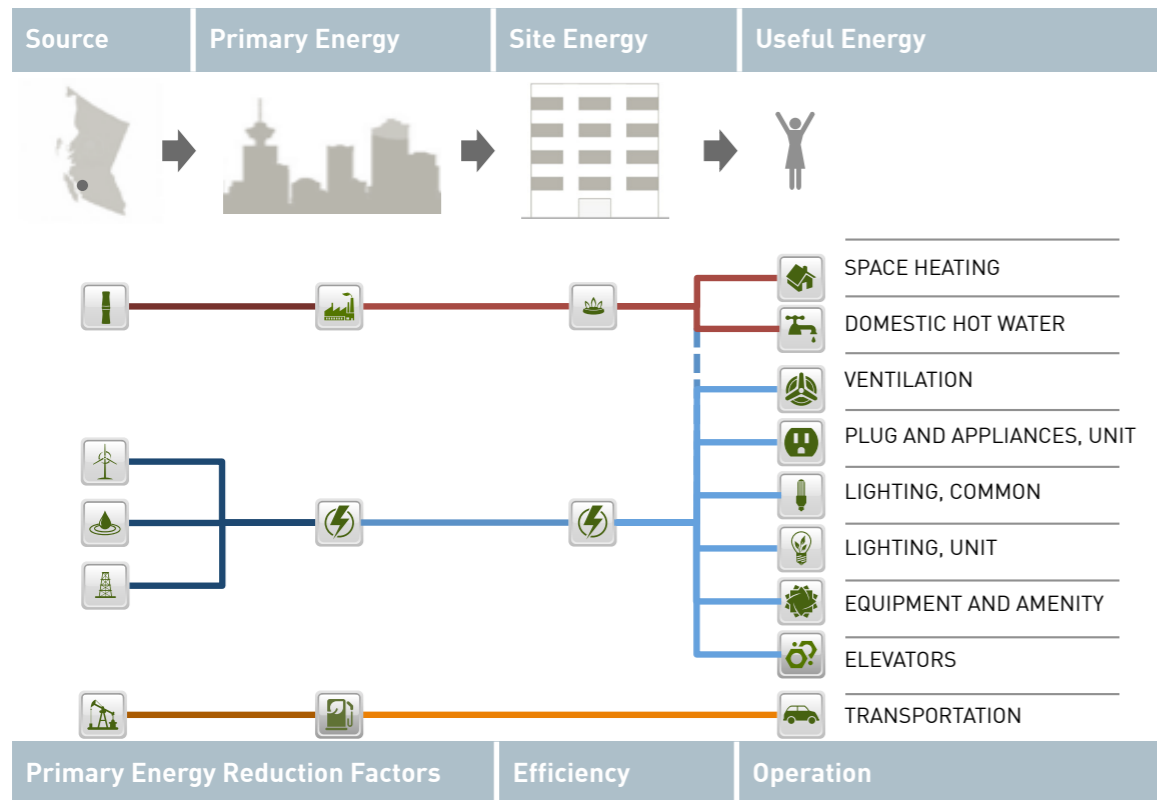 Source
Primary Energy
Site Energy
Useful Energy
SPACE HEATING
DOMESTIC HOT WATER
VENTILATION
PLUG AND APPLIANCES, UNIT
LIGHTING, COMMON
LIGHTING, UNIT
EQUIPMENT AND AMENITY
ELEVATORS
TRANSPORTATION
Primary Energy Reduction Factors
Efficiency
Operation